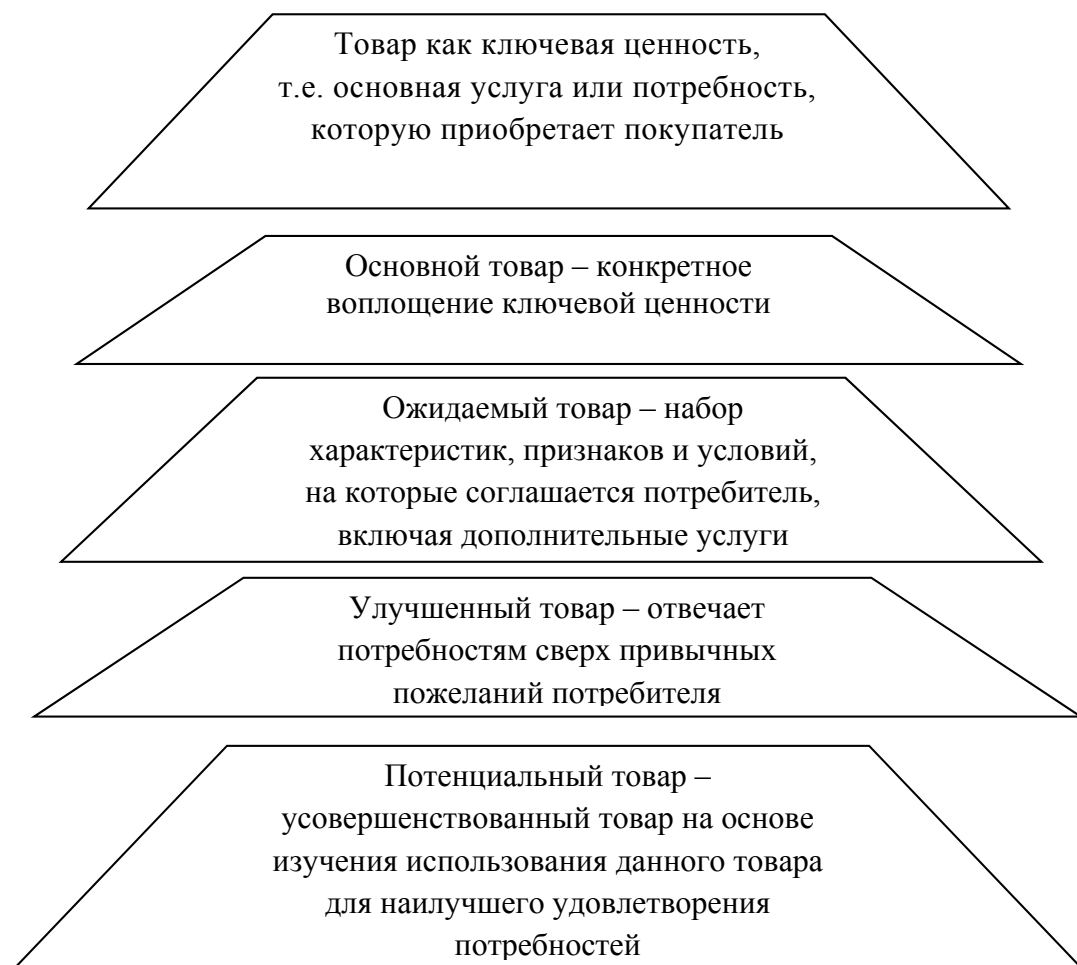 Товар как ключевая ценность,
т.е. основная услуга или потребность,
которую приобретает покупатель
Основной товар – конкретное
воплощение ключевой ценности
Ожидаемый товар – набор
характеристик, признаков и условий,
на которые соглашается потребитель,
включая дополнительные услуги
Улучшенный товар – отвечает
потребностям сверх привычных
пожеланий потребителя
Потенциальный товар –
усовершенствованный товар на основе
изучения использования данного товара
для наилучшего удовлетворения
потребностей